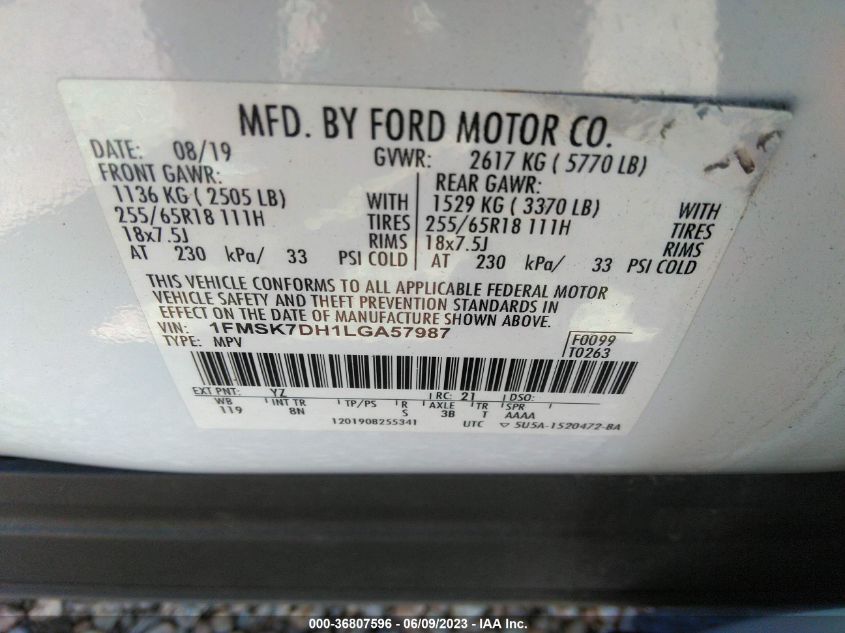 MFD. BY FORD MOTOR CO.
DATE: 08/19 GVWR: 2617 KG ( 5770 LB)
FRONT GAWR: REAR GAWR:
1136 KG ( 2505 LB) WITH 1529 KG ( 3370 LB) WITH
255/65R18 111H TIRES 255/65R18 111H TIRES
18x7.5J RIMS 18x7.5J RIMS
AT 230 kPa/ 33 PSI COLD AT 230 kPa/ 33 PSI COLD
THIS VEHICLE CONFORMS TO ALL APPLICABLE FEDERAL MOTOR
VEHICLE SAFETY AND THEFT PREVENTION STANDARDS IN
EFFECT ON THE DATE OF MANUFACTURE SHOWN ABOVE.
VIN: 1FMSK7DH1LGA57987 F0099
TYPE: MPV T0263
EXT PNT: YZ RC: 21 DSO:
WB INT TR TP/PS R AXLE TR SPR
119 8N S 3B T AAAA
120190B255341 UTC ▽ 5U5A-1520472-BA
000-36807596 - 06/09/2023 - IAA Inc.